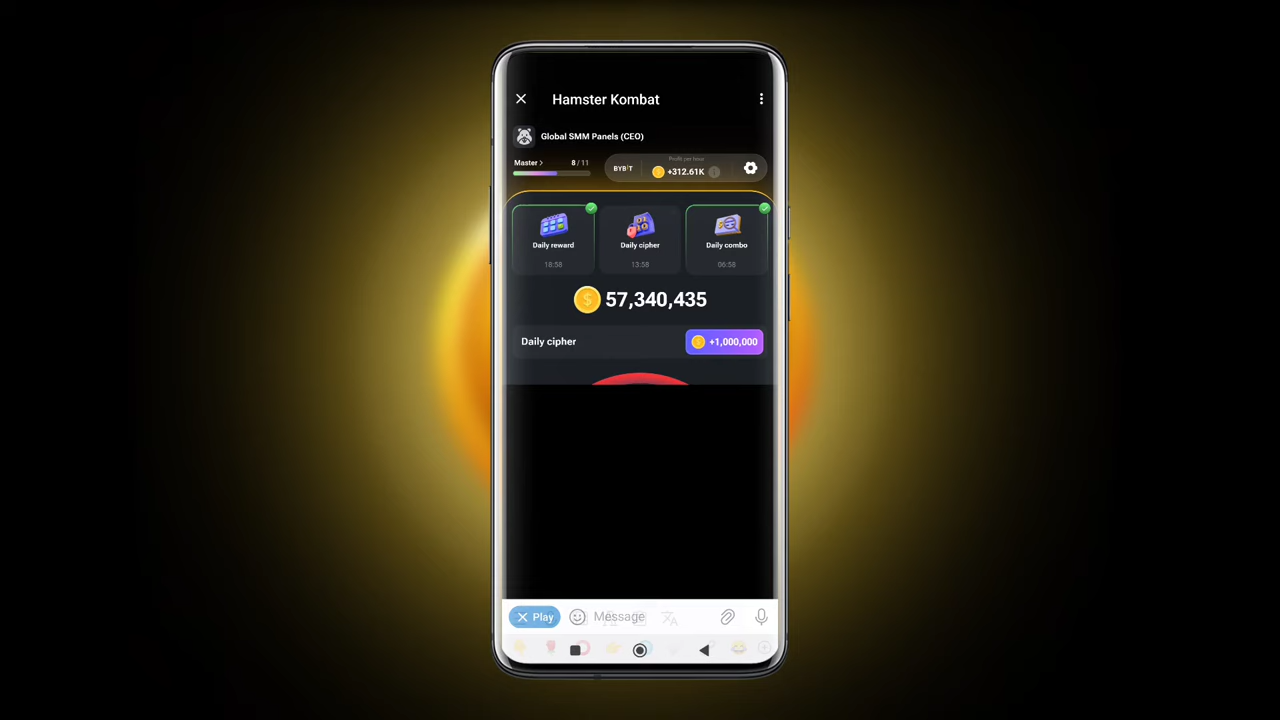 Hamster Kombat
Global SMM Panels (CEO)
Master > 8 / 11
BYBIT
Profit per hour
+312.61K
Daily reward
18:58
Daily cipher
13:58
Daily combo
06:58
57,340,435
Daily cipher
+1,000,000
Play
Message